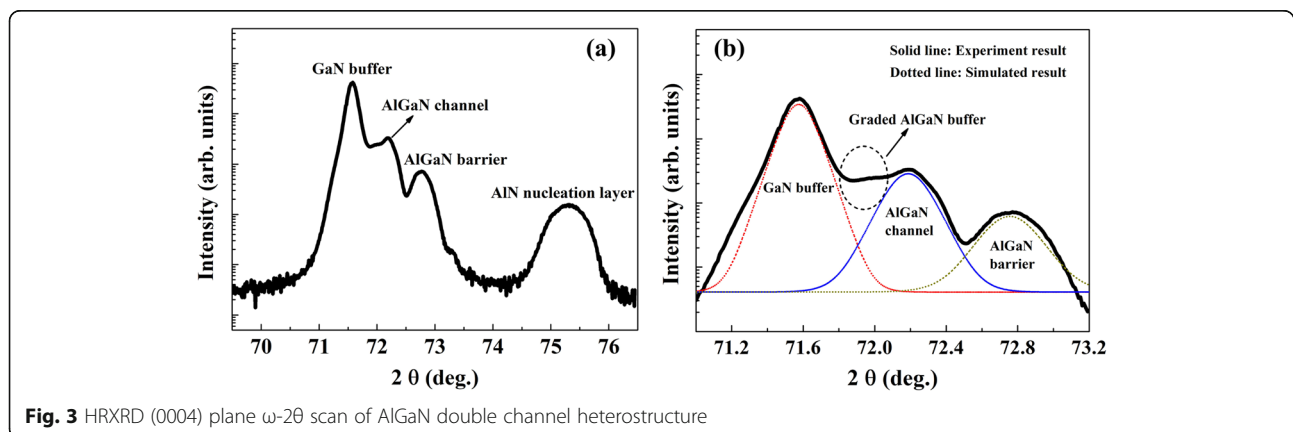 (a)
GaN buffer
AlGaN channel
AlGaN barrier
AlN nucleation layer
Intensity (arb. units)
70 71 72 73 74 75 76
2 θ (deg.)
(b)
Solid line: Experiment result
Dotted line: Simulated result
Graded AlGaN buffer
GaN buffer
AlGaN
channel
AlGaN
barrier
Intensity (arb. units)
71.2 71.6 72.0 72.4 72.8 73.2
2 θ (deg.)
Fig. 3 HRXRD (0004) plane ω-2θ scan of AlGaN double channel heterostructure